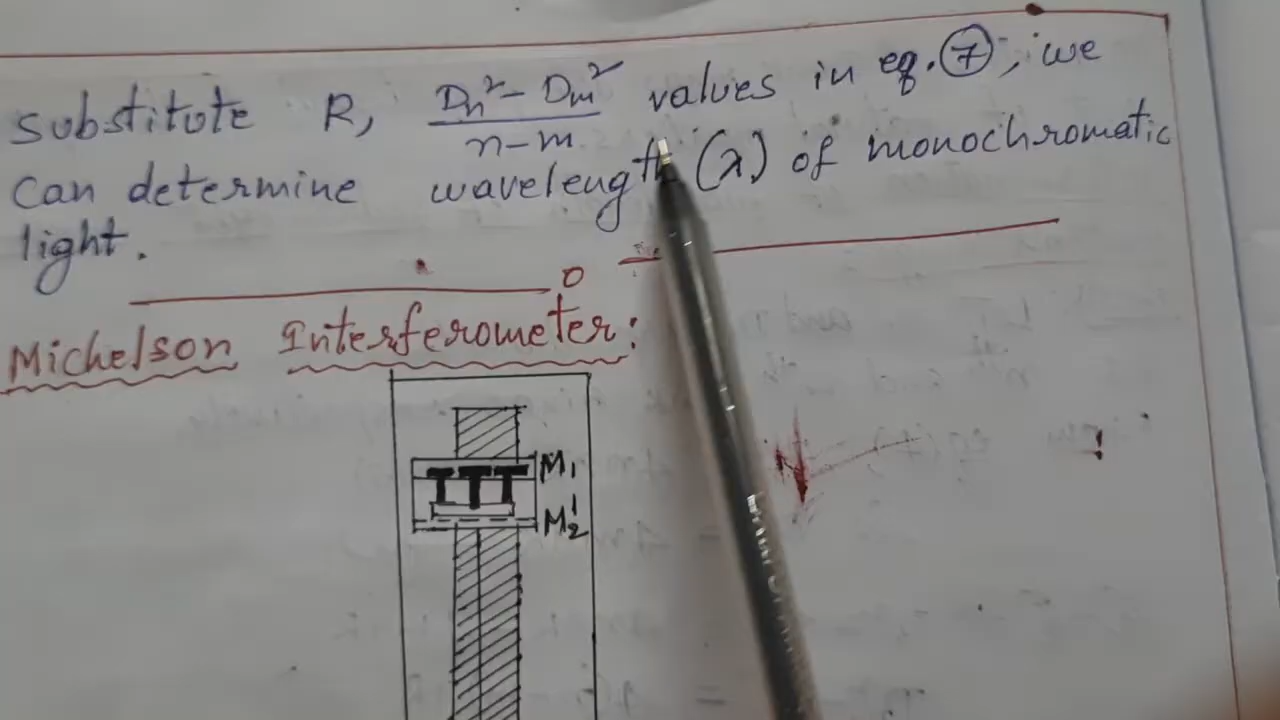 Substitute R, Dn² - Dm² / n - m values in eq. ⑦, we
can determine wavelength (λ) of monochromatic
light.
Michelson Interferometer:
M₁
M₂'